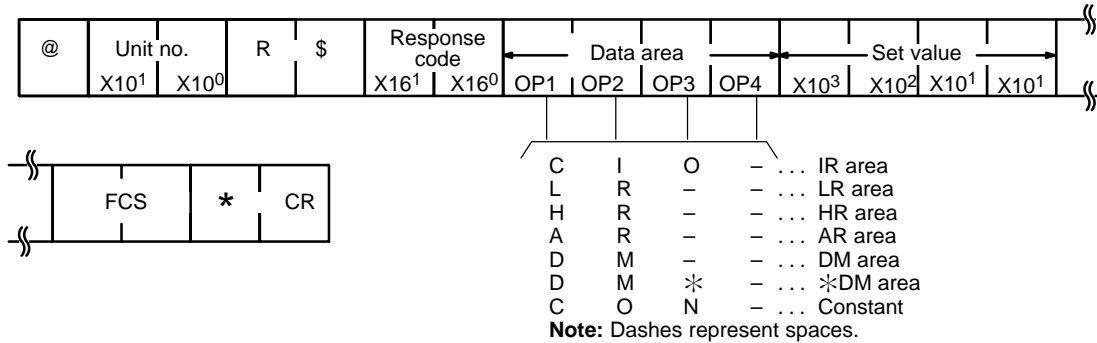 @ Unit no. R $ Response code Data area Set value
X10¹ X10⁰ X16¹ X16⁰ OP1 OP2 OP3 OP4 X10³ X10² X10¹ X10¹
C I O – . . . IR area
L R – – . . . LR area
H R – – . . . HR area
A R – – . . . AR area
D M – – . . . DM area
D M ✳ – . . . ✳DM area
C O N – . . . Constant
Note: Dashes represent spaces.
FCS * CR